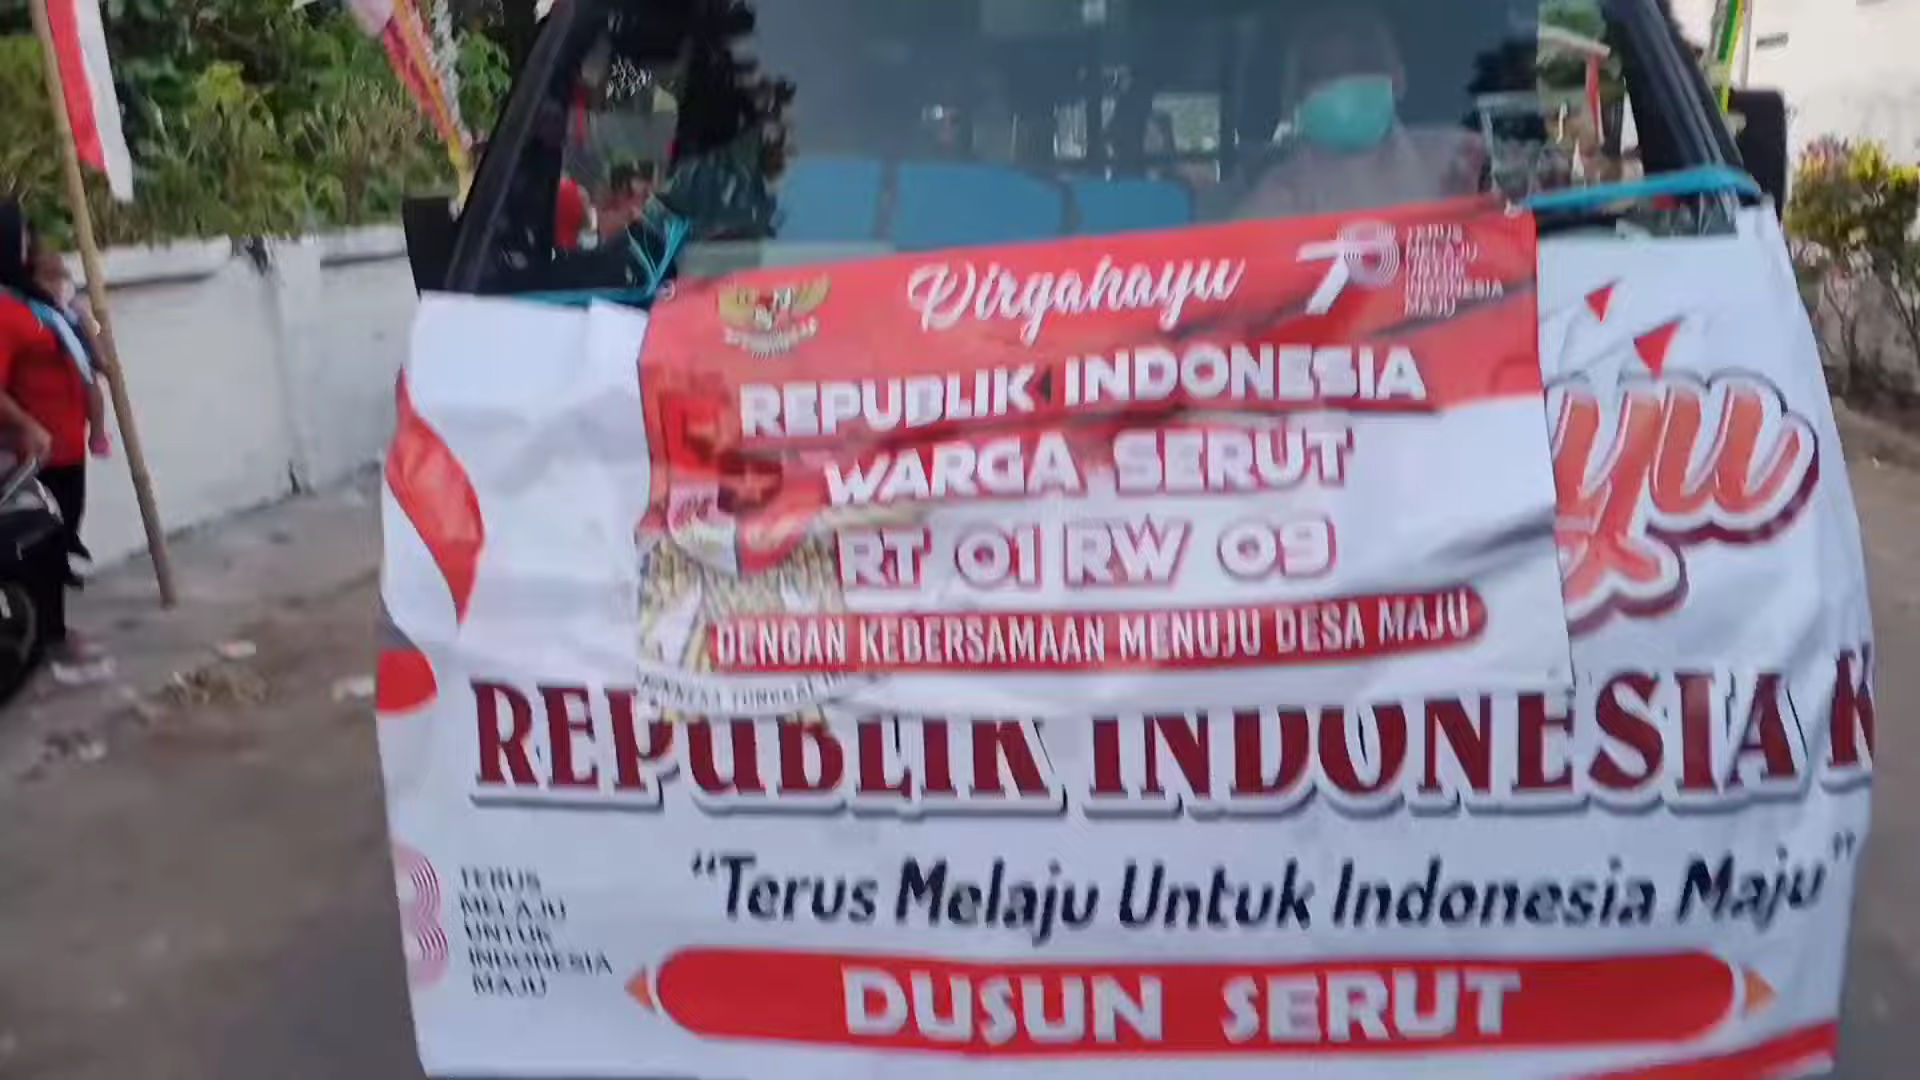 Dirgahayu
TERUS
MELAJU
UNTUK
INDONESIA
MAJU
REPUBLIK INDONESIA
WARGA SERUT
RT 01 RW 09
DENGAN KEBERSAMAAN MENUJU DESA MAJU
yu
REPUBLIK INDONESIA K
"Terus Melaju Untuk Indonesia Maju"
TERUS
MELAJU
UNTUK
INDONESIA
MAJU
DUSUN SERUT